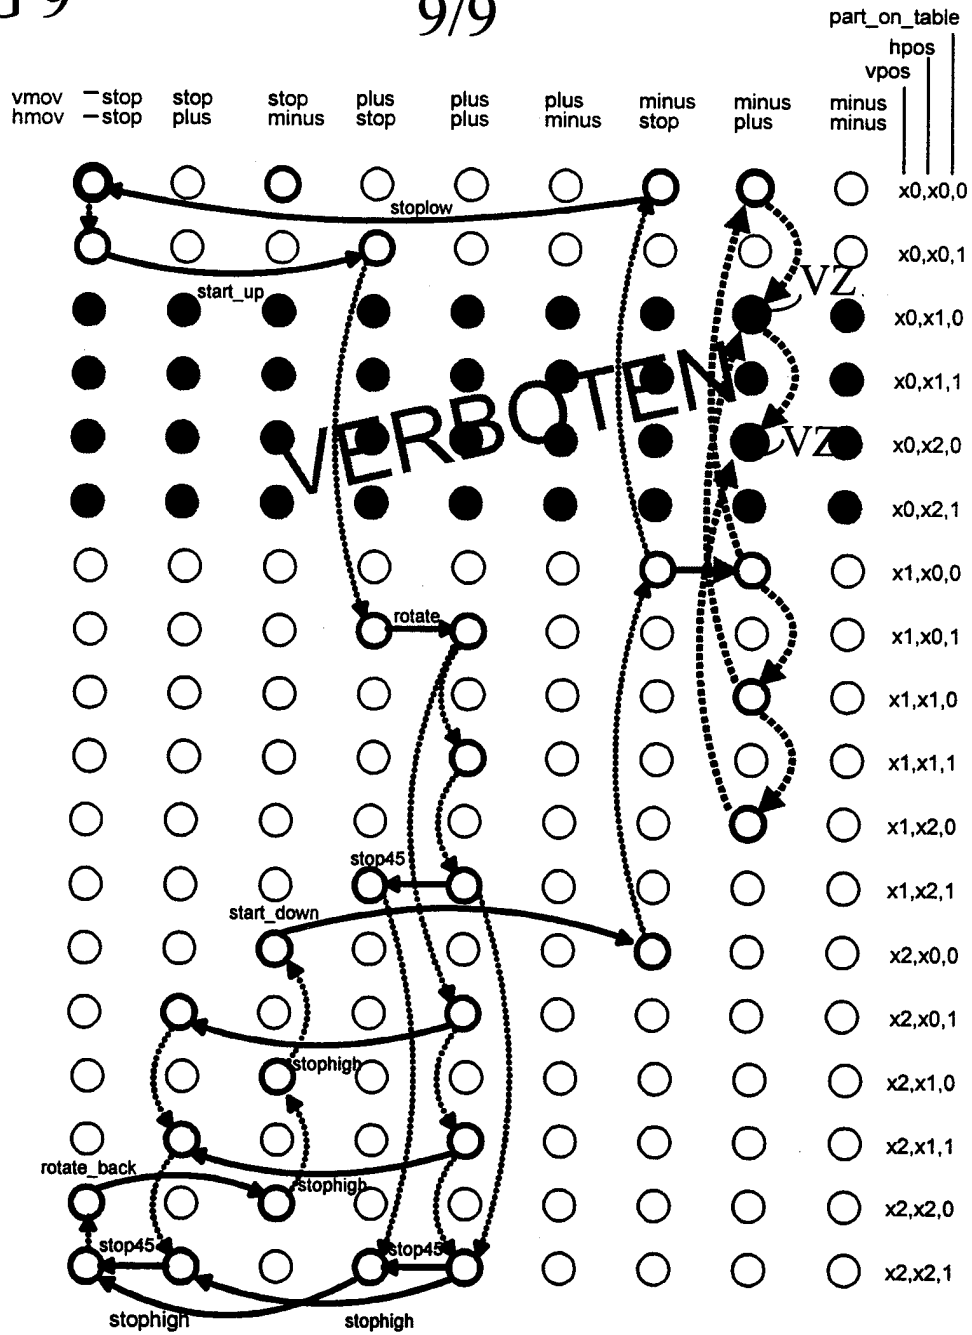 G 9
9/9
part_on_table
hpos
vpos
vmov stop stop stop plus plus plus minus minus minus
hmov stop plus minus stop plus minus stop plus minus
x0,x0,0
stoplow
x0,x0,1
start_up
VZ
x0,x1,0
x0,x1,1
VERBOTEN
VZ
x0,x2,0
x0,x2,1
x1,x0,0
rotate
x1,x0,1
x1,x1,0
x1,x1,1
x1,x2,0
stop45
x1,x2,1
start_down
x2,x0,0
x2,x0,1
stophigh
x2,x1,0
x2,x1,1
rotate_back
stophigh
x2,x2,0
stop45
stop45
x2,x2,1
stophigh
stophigh